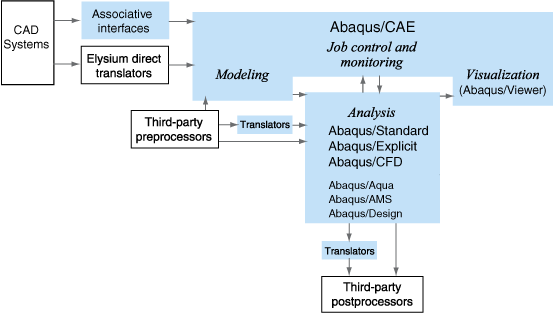 CAD
Systems
Associative
interfaces
Elysium direct
translators
Abaqus/CAE
Job control and
monitoring
Modeling
Visualization
(Abaqus/Viewer)
Third-party
preprocessors
Translators
Analysis
Abaqus/Standard
Abaqus/Explicit
Abaqus/CFD
Abaqus/Aqua
Abaqus/AMS
Abaqus/Design
Translators
Third-party
postprocessors